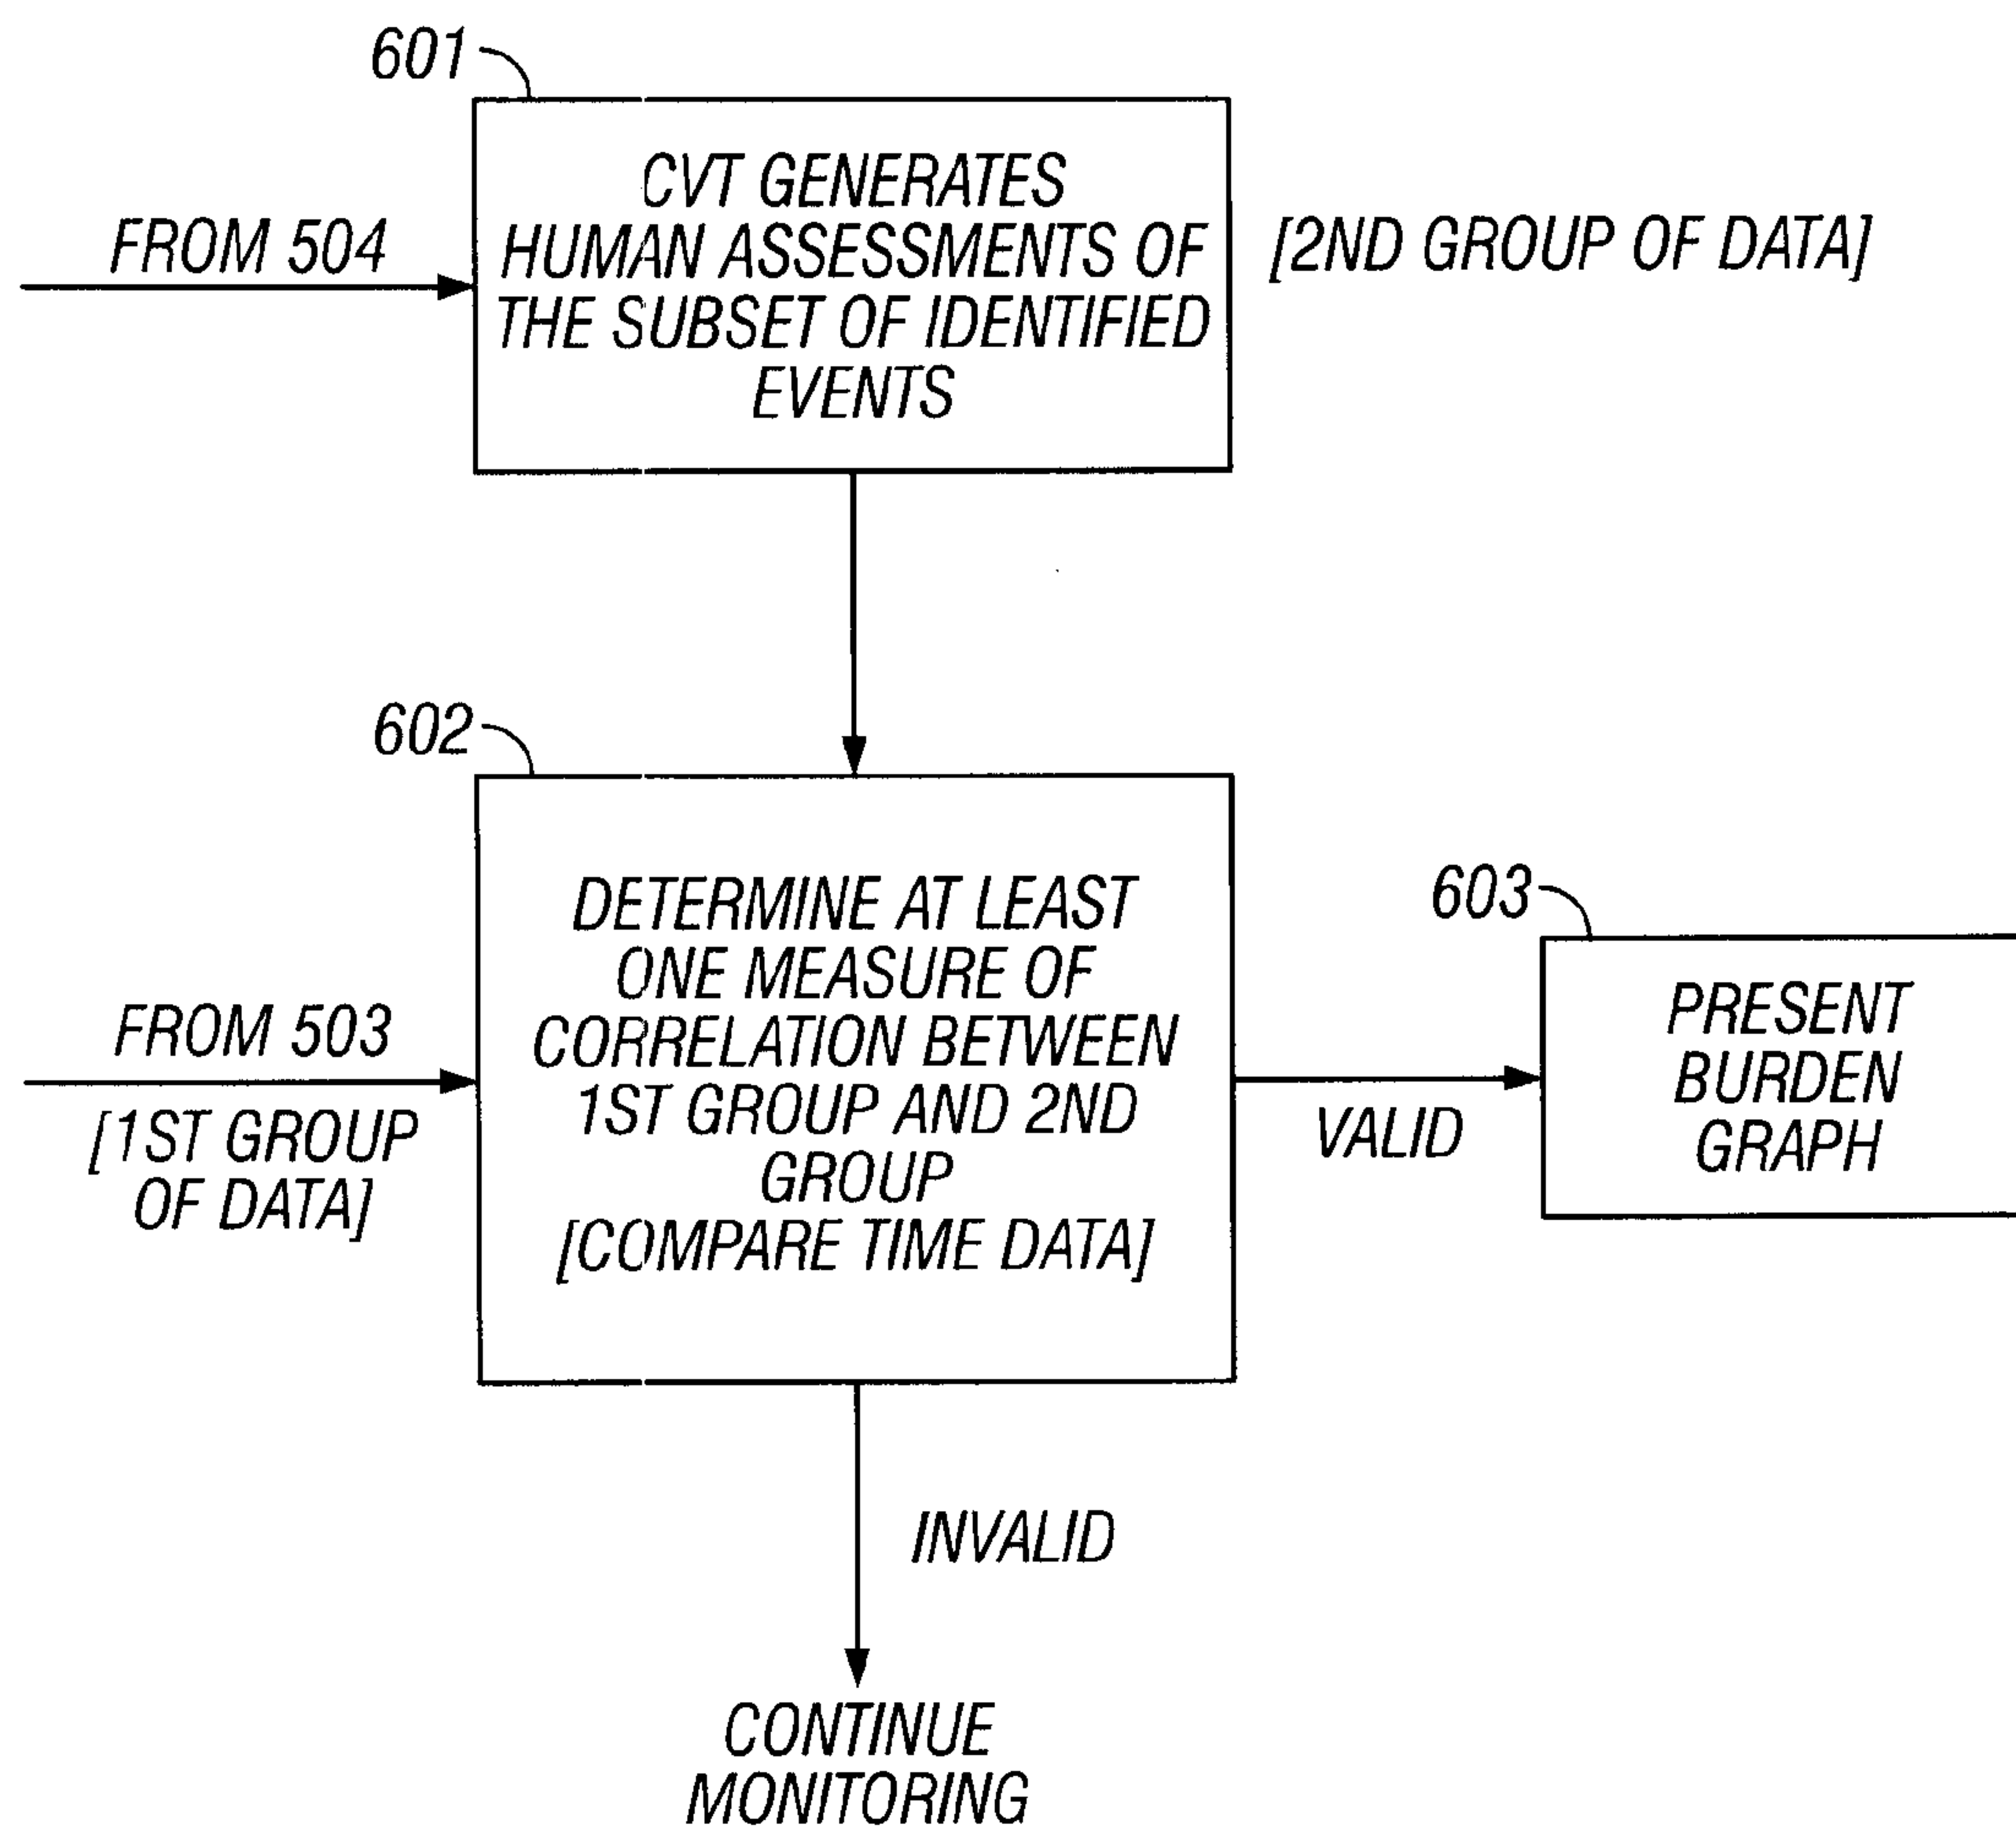 601
CVT GENERATES
HUMAN ASSESSMENTS OF
THE SUBSET OF IDENTIFIED
EVENTS
FROM 504
[2ND GROUP OF DATA]
602
DETERMINE AT LEAST
ONE MEASURE OF
CORRELATION BETWEEN
1ST GROUP AND 2ND
GROUP
[COMPARE TIME DATA]
FROM 503
[1ST GROUP
OF DATA]
VALID
603
PRESENT
BURDEN
GRAPH
INVALID
CONTINUE
MONITORING